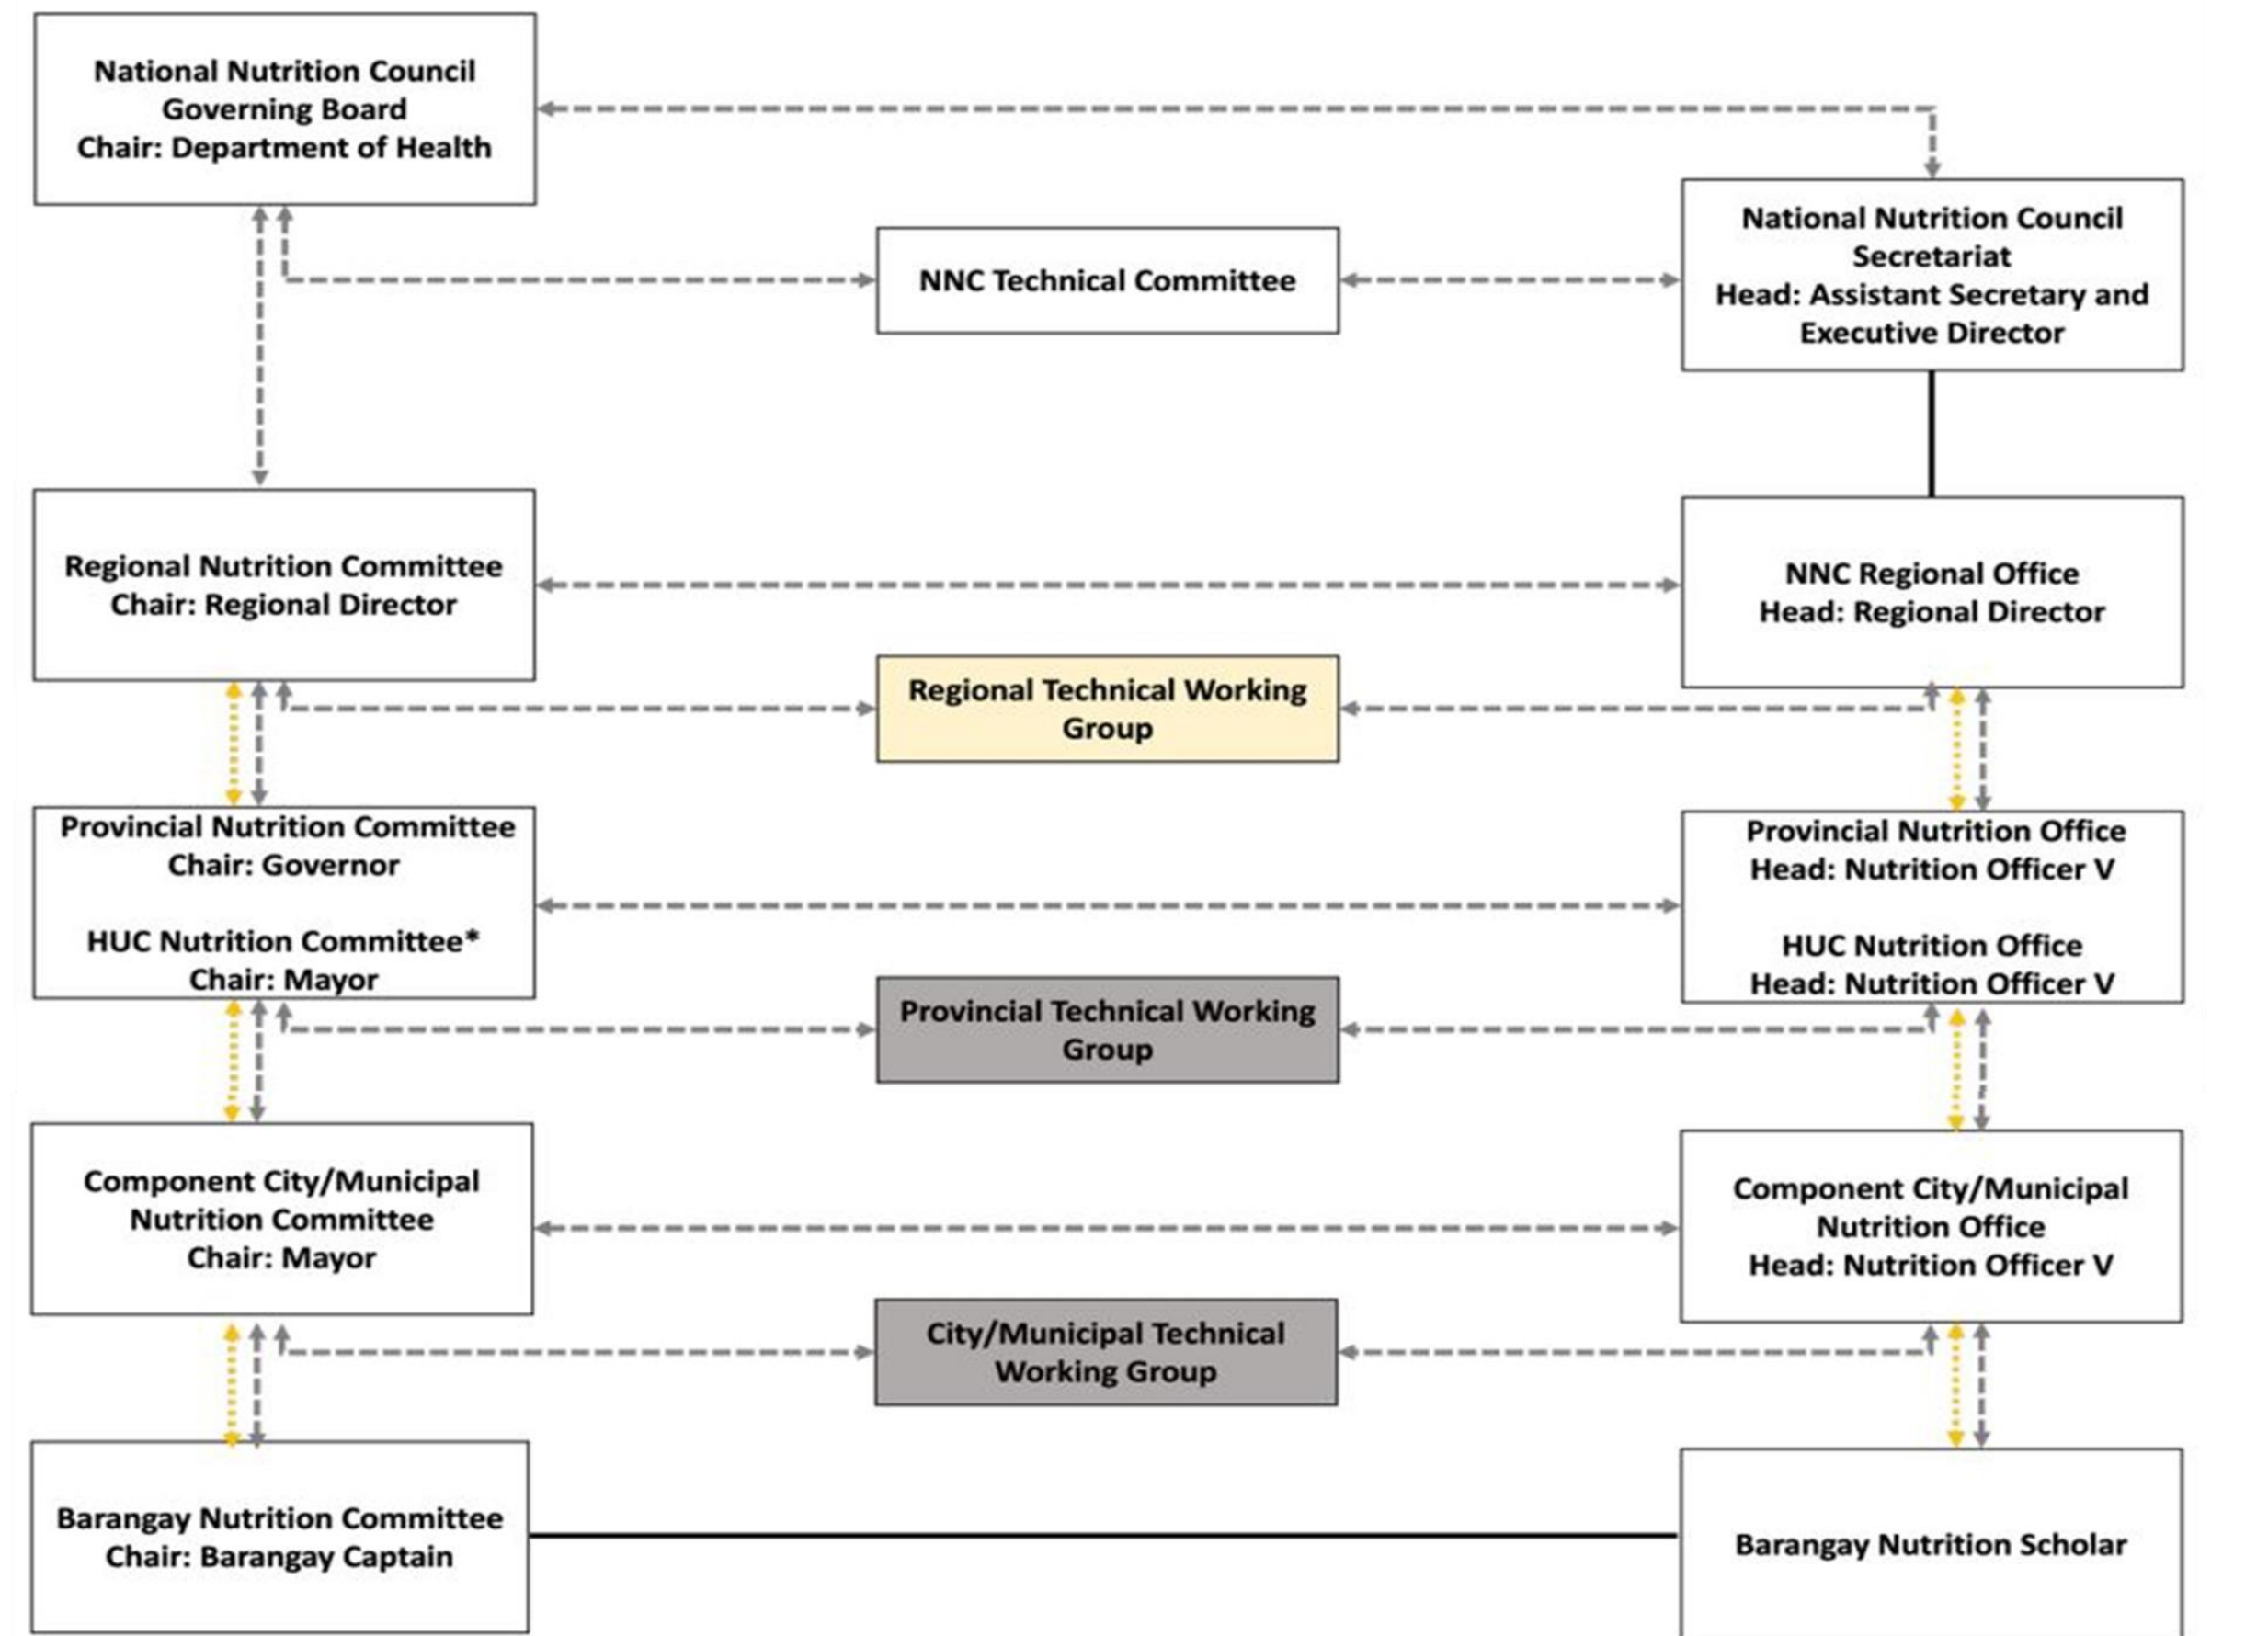 National Nutrition Council
Governing Board
Chair: Department of Health
National Nutrition Council
Secretariat
Head: Assistant Secretary and
Executive Director
NNC Technical Committee
Regional Nutrition Committee
Chair: Regional Director
NNC Regional Office
Head: Regional Director
Regional Technical Working
Group
Provincial Nutrition Committee
Chair: Governor
HUC Nutrition Committee*
Chair: Mayor
Provincial Nutrition Office
Head: Nutrition Officer V
HUC Nutrition Office
Head: Nutrition Officer V
Provincial Technical Working
Group
Component City/Municipal
Nutrition Committee
Chair: Mayor
Component City/Municipal
Nutrition Office
Head: Nutrition Officer V
City/Municipal Technical
Working Group
Barangay Nutrition Committee
Chair: Barangay Captain
Barangay Nutrition Scholar